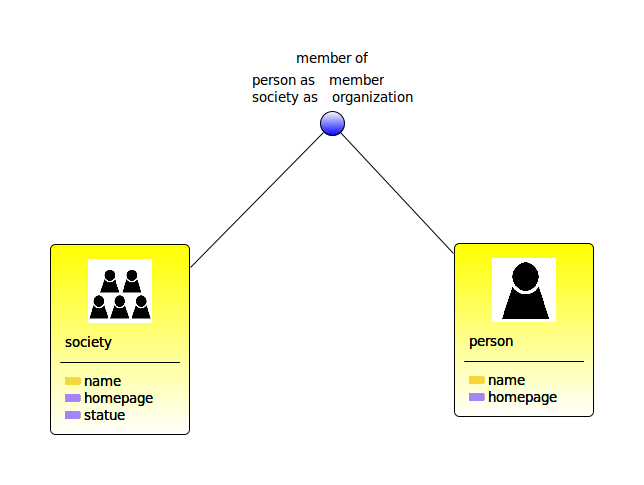 member of
person as member
society as organization
society
name
homepage
statue
person
name
homepage